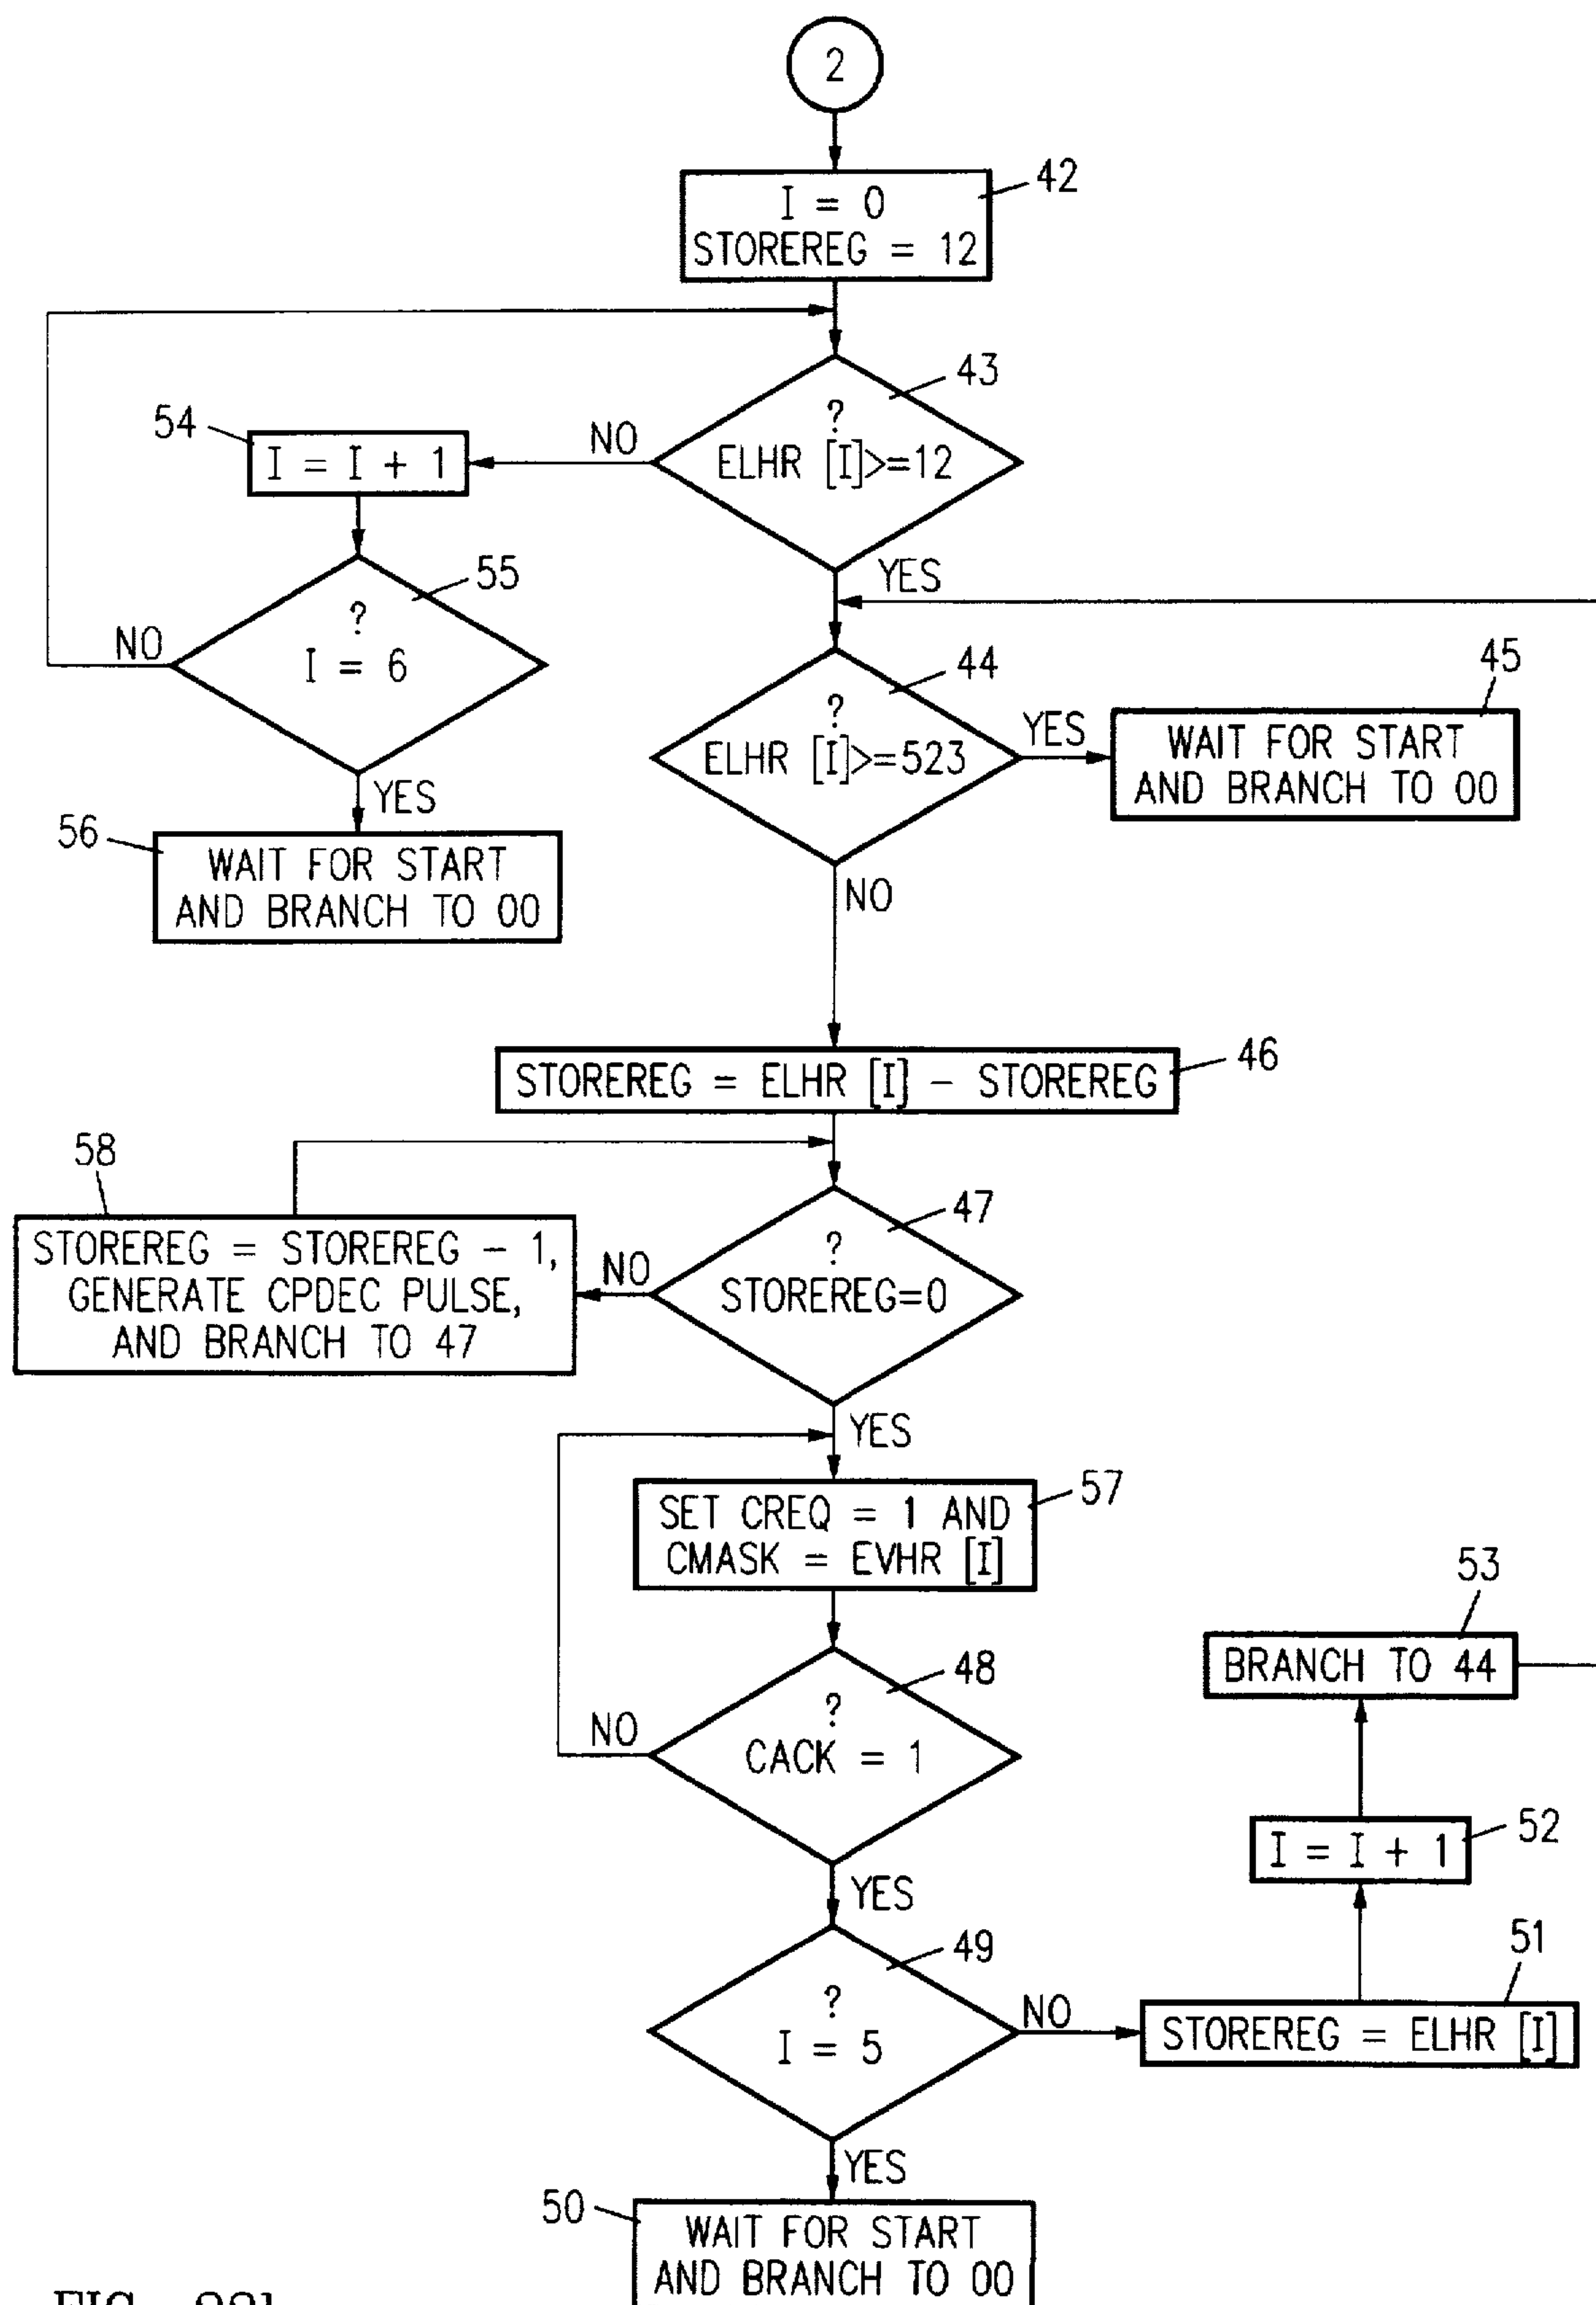 2
42
I = 0
STOREREG = 12
43
?
ELHR [I]>=12
NO
54
I = I + 1
YES
55
?
I = 6
NO
YES
56
WAIT FOR START
AND BRANCH TO 00
44
?
ELHR [I]>=523
YES
45
WAIT FOR START
AND BRANCH TO 00
NO
46
STOREREG = ELHR [I] - STOREREG
58
STOREREG = STOREREG - 1,
GENERATE CPDEC PULSE,
AND BRANCH TO 47
NO
47
?
STOREREG=0
YES
57
SET CREQ = 1 AND
CMASK = EVHR [I]
48
?
CACK = 1
NO
YES
53
BRANCH TO 44
52
I = I + 1
51
STOREREG = ELHR [I]
49
?
I = 5
NO
YES
50
WAIT FOR START
AND BRANCH TO 00